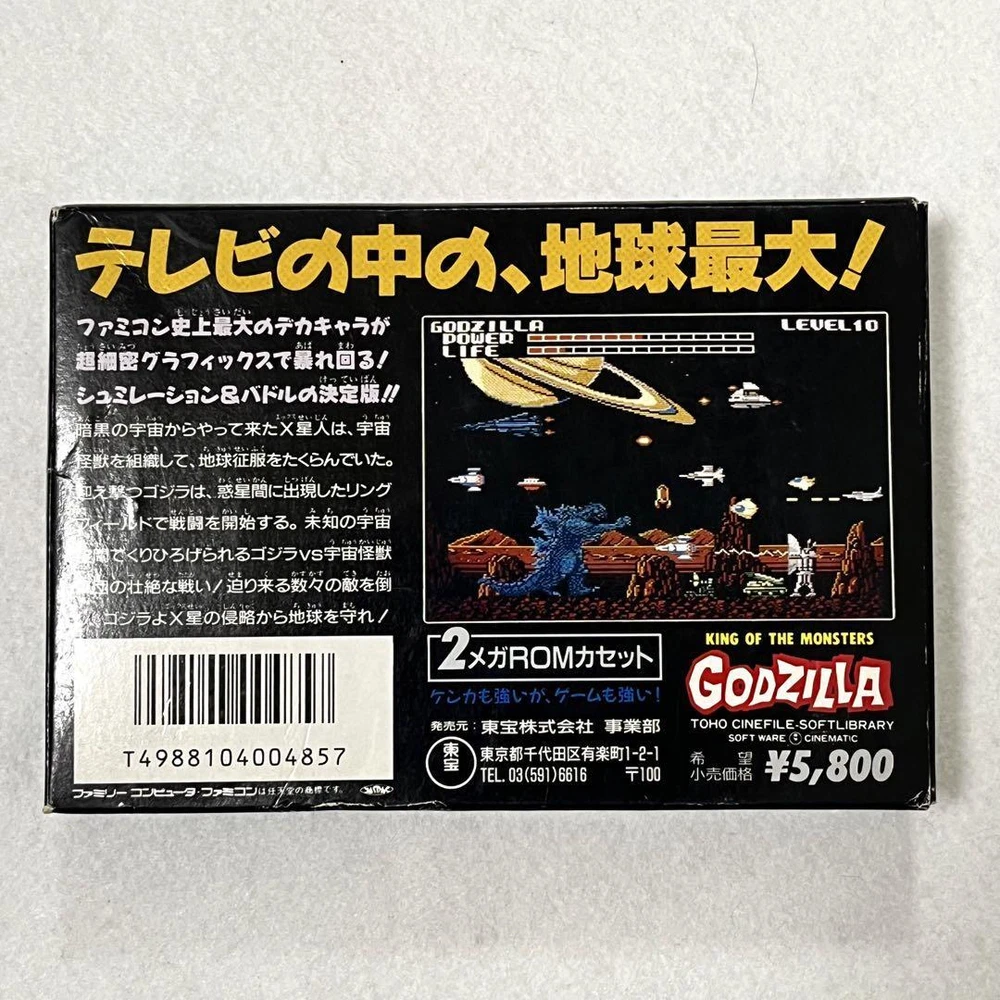 テレビの中の、地球最大！
ファミコン史上最大のデカキャラが
超細密グラフィックスで暴れ回る！
シュミレーション&バドルの決定版!!
暗黒の宇宙からやって来たX星人は、宇宙
怪獣を組織して、地球征服をたくらんでいた。
え撃つゴジラは、惑星間に出現したリング
フィールドで戦闘を開始する。未知の宇宙
間でくりひろげられるゴジラvs宇宙怪獣
団の壮絶な戦い！迫り来る数々の敵を倒
ゴジラよX星の侵略から地球を守れ！
GODZILLA
POWER
LIFE
LEVEL10
2メガROMカセット
ケンカも強いが、ゲームも強い！
発売元：東宝株式会社 事業部
東宝
東京都千代田区有楽町1-2-1
TEL. 03(591)6616 〒100
KING OF THE MONSTERS
GODZILLA
TOHO CINEFILE-SOFTLIBRARY
SOFT WARE CINEMATIC
希望
小売価格 ¥5,800
T4988104004857
ファミリーコンピュータ・ファミコンは任天堂の商標です。